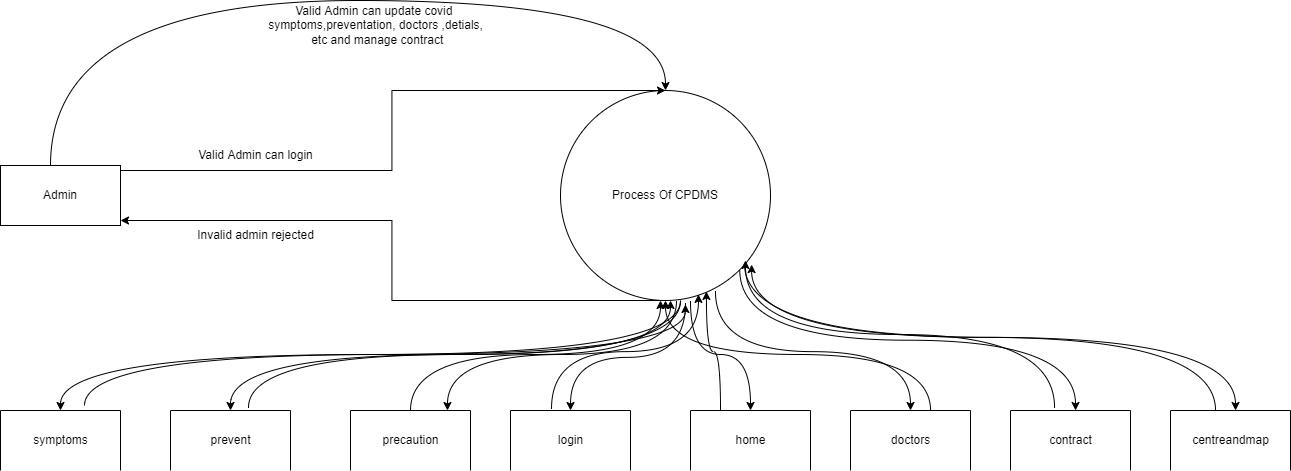 Valid Admin can update covid
symptoms,preventation, doctors ,detials,
etc and manage contract
Valid Admin can login
Admin
Process Of CPDMS
Invalid admin rejected
symptoms
prevent
precaution
login
home
doctors
contract
centreandmap